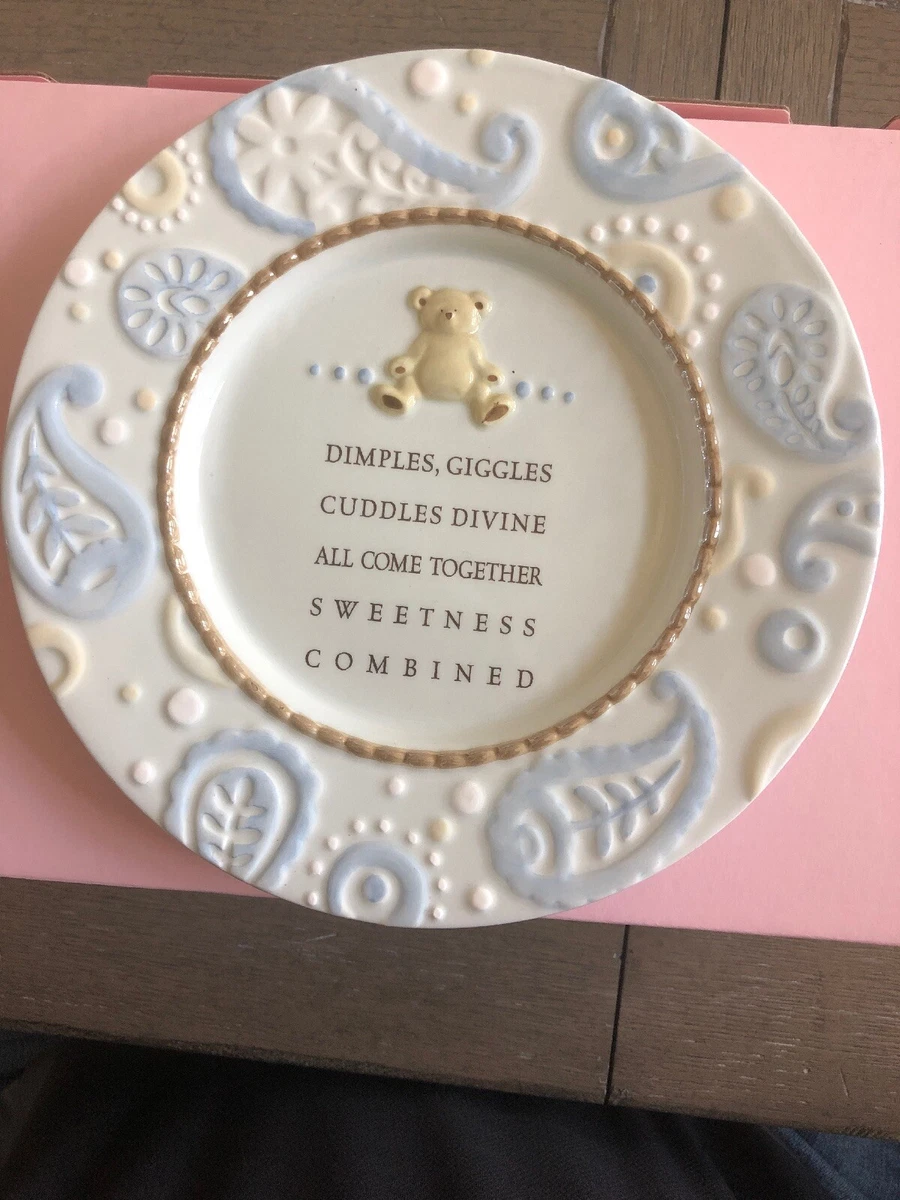 DIMPLES, GIGGLES
CUDDLES DIVINE
ALL COME TOGETHER
SWEETNESS
COMBINED